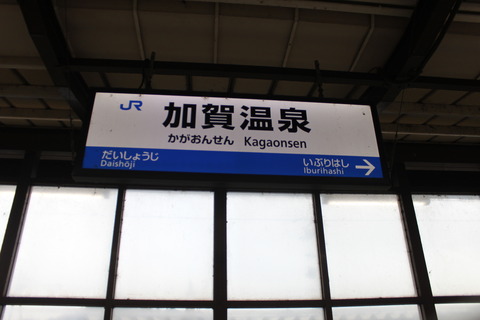 JR
加賀温泉
かがおんせん Kagaonsen
だいしょうじ いぶりはし
Daishōji Iburihashi →